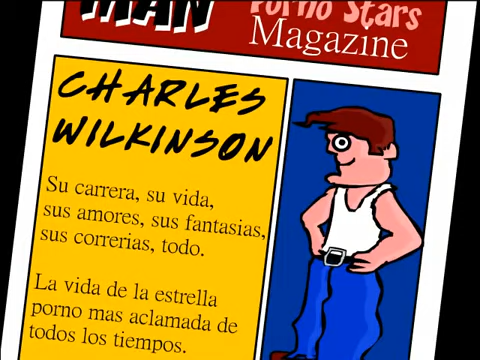 MAN
Porno Stars
Magazine
CHARLES
WILKINSON
Su carrera, su vida,
sus amores, sus fantasias,
sus correrias, todo.
La vida de la estrella
porno mas aclamada de
todos los tiempos.